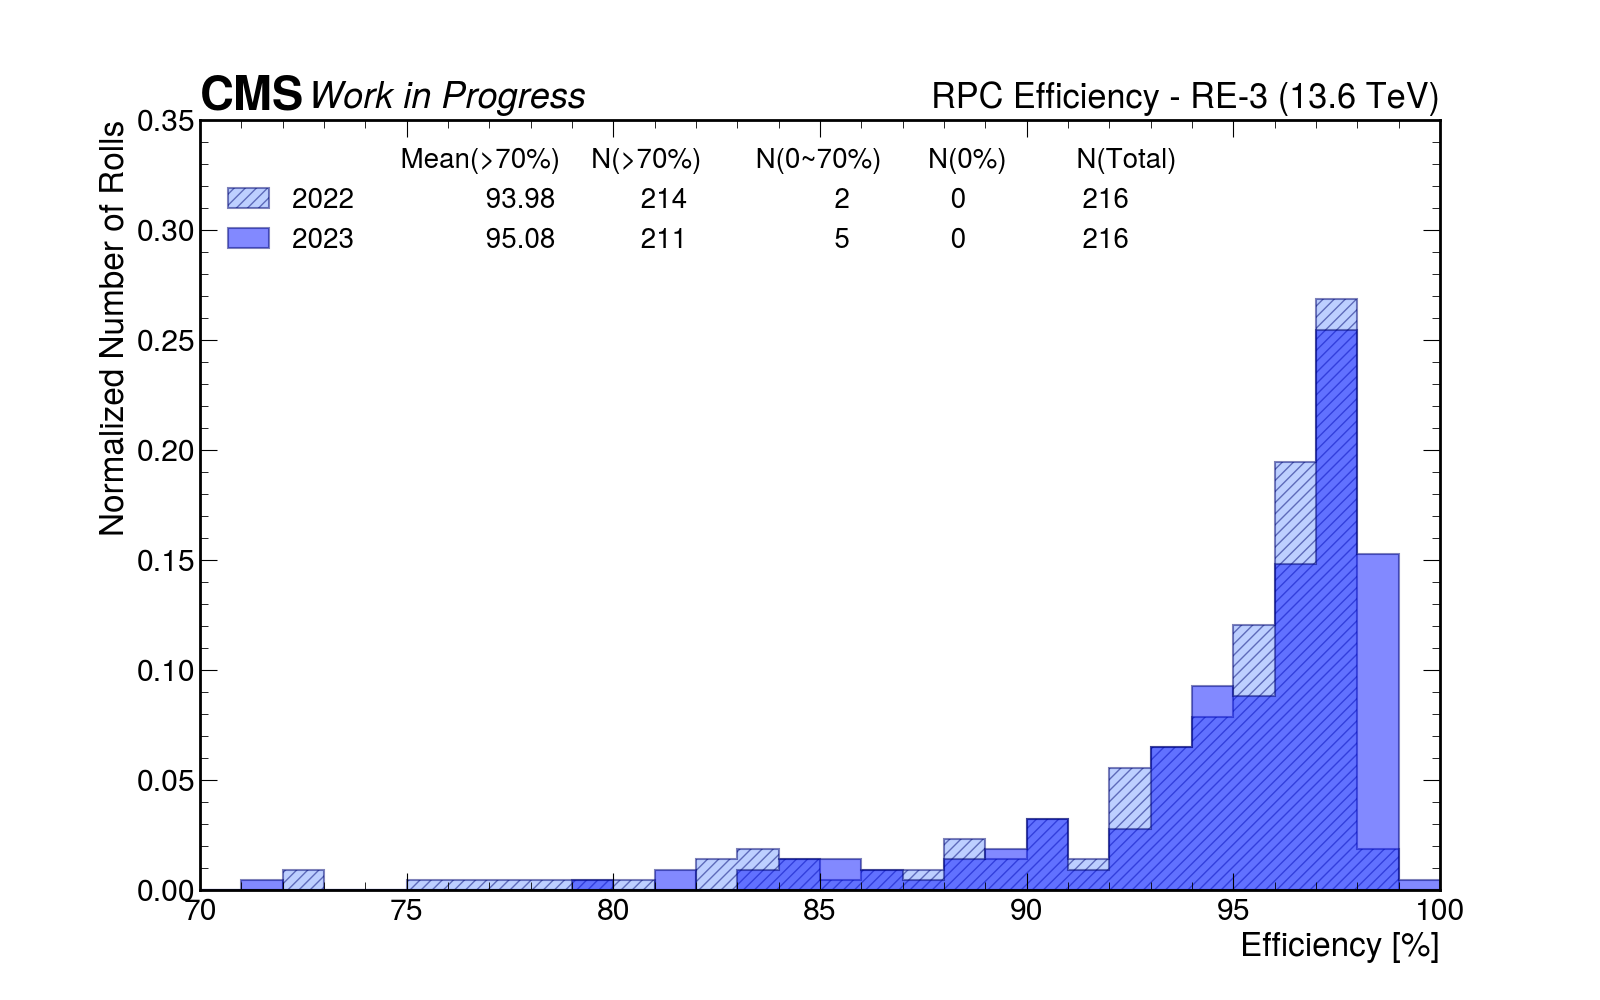 CMS Work in Progress RPC Efficiency - RE-3 (13.6 TeV)
Mean(>70%) N(>70%) N(0~70%) N(0%) N(Total)
2022 93.98 214 2 0 216
2023 95.08 211 5 0 216
Normalized Number of Rolls
0.35
0.30
0.25
0.20
0.15
0.10
0.05
0.00
70 75 80 85 90 95 100
Efficiency [%]